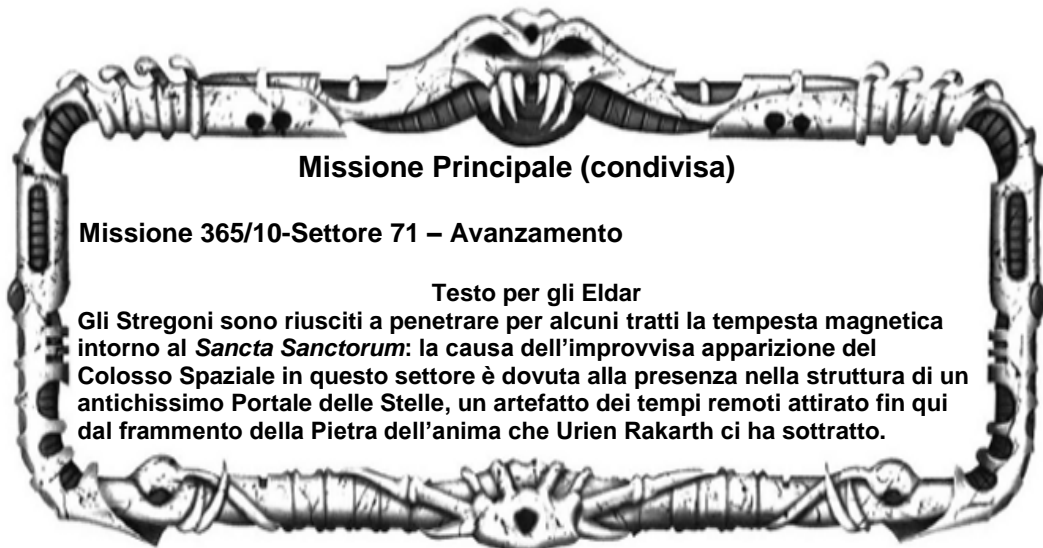 Missione Principale (condivisa)
Missione 365/10-Settore 71 – Avanzamento
Testo per gli Eldar
Gli Stregoni sono riusciti a penetrare per alcuni tratti la tempesta magnetica
intorno al Sancta Sanctorum: la causa dell'improvvisa apparizione del
Colosso Spaziale in questo settore è dovuta alla presenza nella struttura di un
antichissimo Portale delle Stelle, un artefatto dei tempi remoti attirato fin qui
dal frammento della Pietra dell'anima che Urien Rakarth ci ha sottratto.